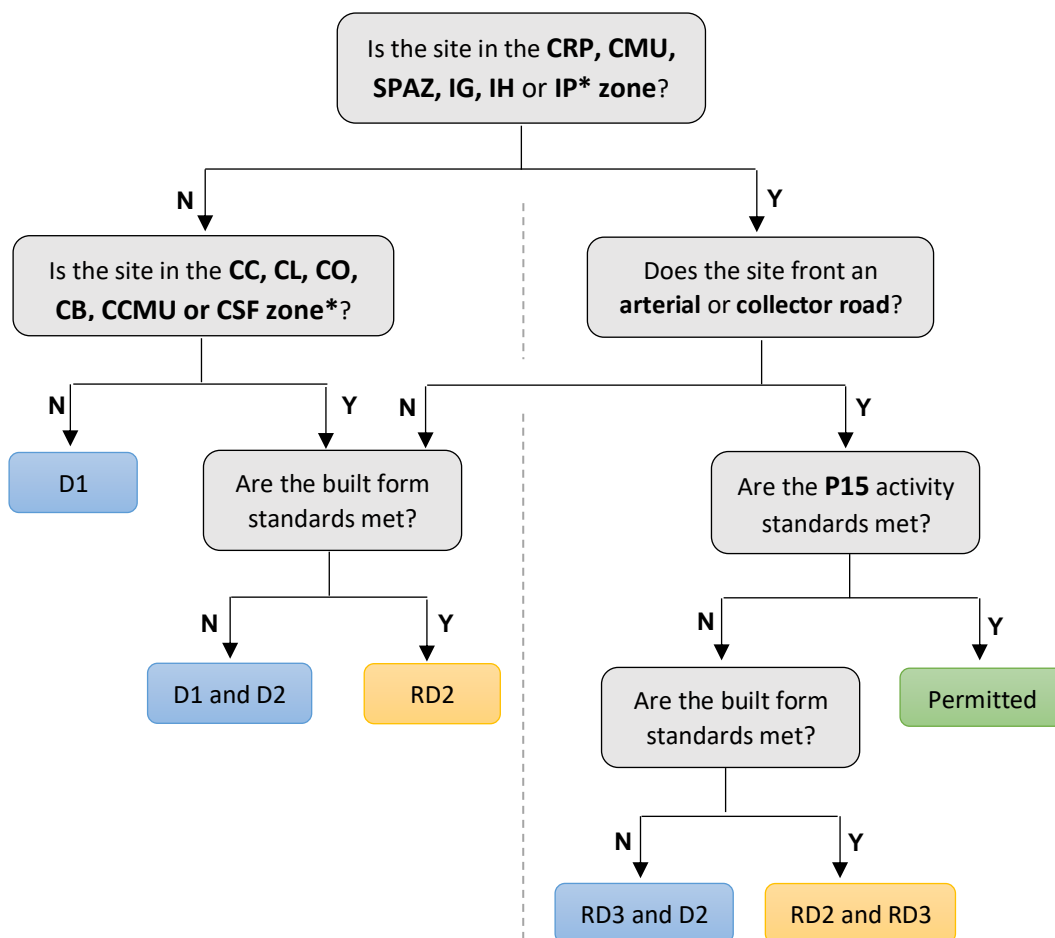 Is the site in the CRP, CMU,
SPAZ, IG, IH or IP* zone?
N
Y
Is the site in the CC, CL, CO,
CB, CCMU or CSF zone*?
Does the site front an
arterial or collector road?
N
Y
N
Y
D1
Are the built form
standards met?
Are the P15 activity
standards met?
N
Y
N
Y
D1 and D2
RD2
Are the built form
standards met?
Permitted
N
Y
RD3 and D2
RD2 and RD3